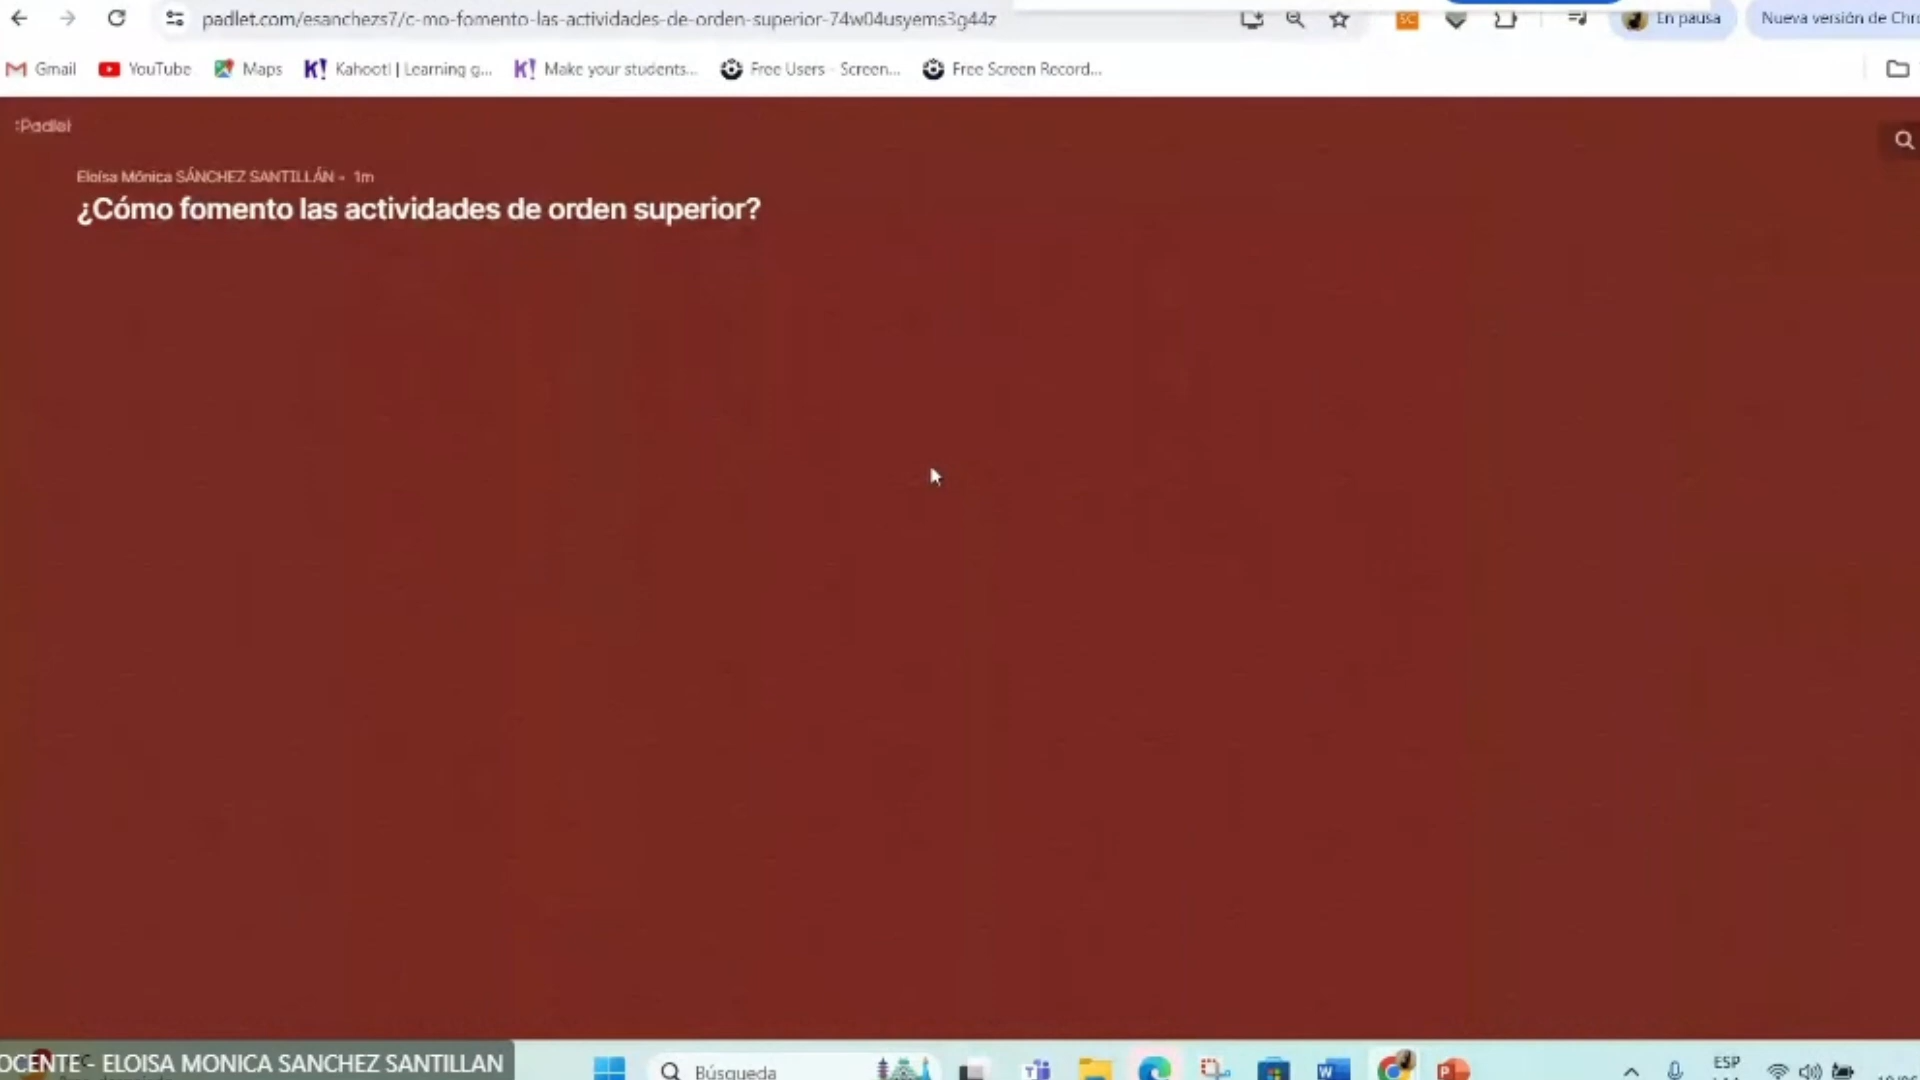 padlet.com/esanchezs7/c-mo-fomento-las-actividades-de-orden-superior-74w04usyems3g44z
SC
En pausa
Nueva versión de Chr
Gmail
YouTube
Maps
Kahoot! | Learning g...
Make your students...
Free Users - Screen...
Free Screen Record...
:Padlet
Eloísa Mónica SÁNCHEZ SANTILLÁN • 1m
¿Cómo fomento las actividades de orden superior?
OCENTE - ELOISA MONICA SANCHEZ SANTILLAN
Búsqueda
ESP